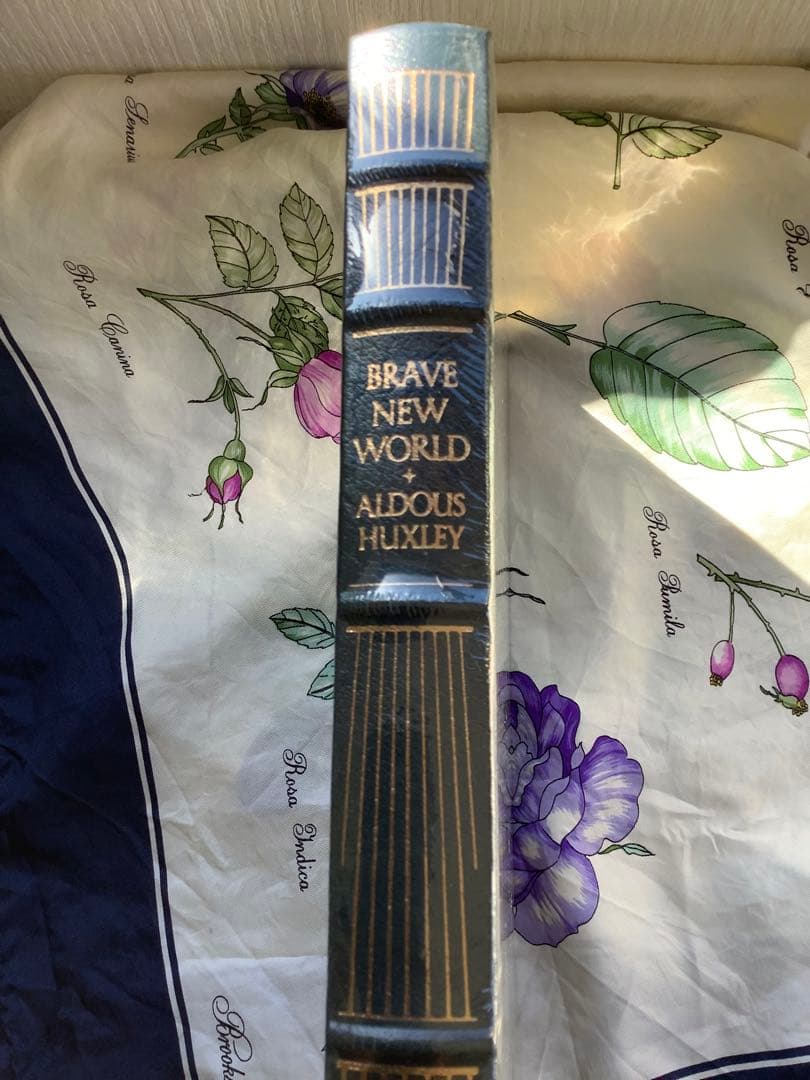 BRAVE
NEW
WORLD
ALDOUS
HUXLEY
Rosa Canina
Rosa
Rosa Pumila
Rosa Indica